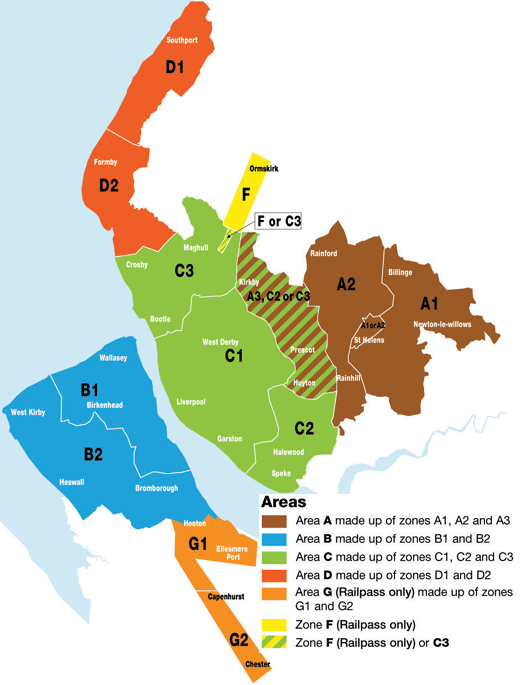 Southport
D1
Formby
D2
Ormskirk
F
F or C3
Maghull
Crosby
C3
Bootle
Kirkby
A3, C2 or C3
Prescot
Huyton
Rainford
A2
Billinge
A1
A1orA2
Newton-le-willows
St Helens
Rainhill
West Derby
C1
Liverpool
Garston
C2
Halewood
Speke
Wallasey
B1
Birkenhead
West Kirby
B2
Heswall
Bromborough
Hooton
G1
Ellesmere
Port
Capenhurst
G2
Chester
Areas
Area A made up of zones A1, A2 and A3
Area B made up of zones B1 and B2
Area C made up of zones C1, C2 and C3
Area D made up of zones D1 and D2
Area G (Railpass only) made up of zones
G1 and G2
Zone F (Railpass only)
Zone F (Railpass only) or C3